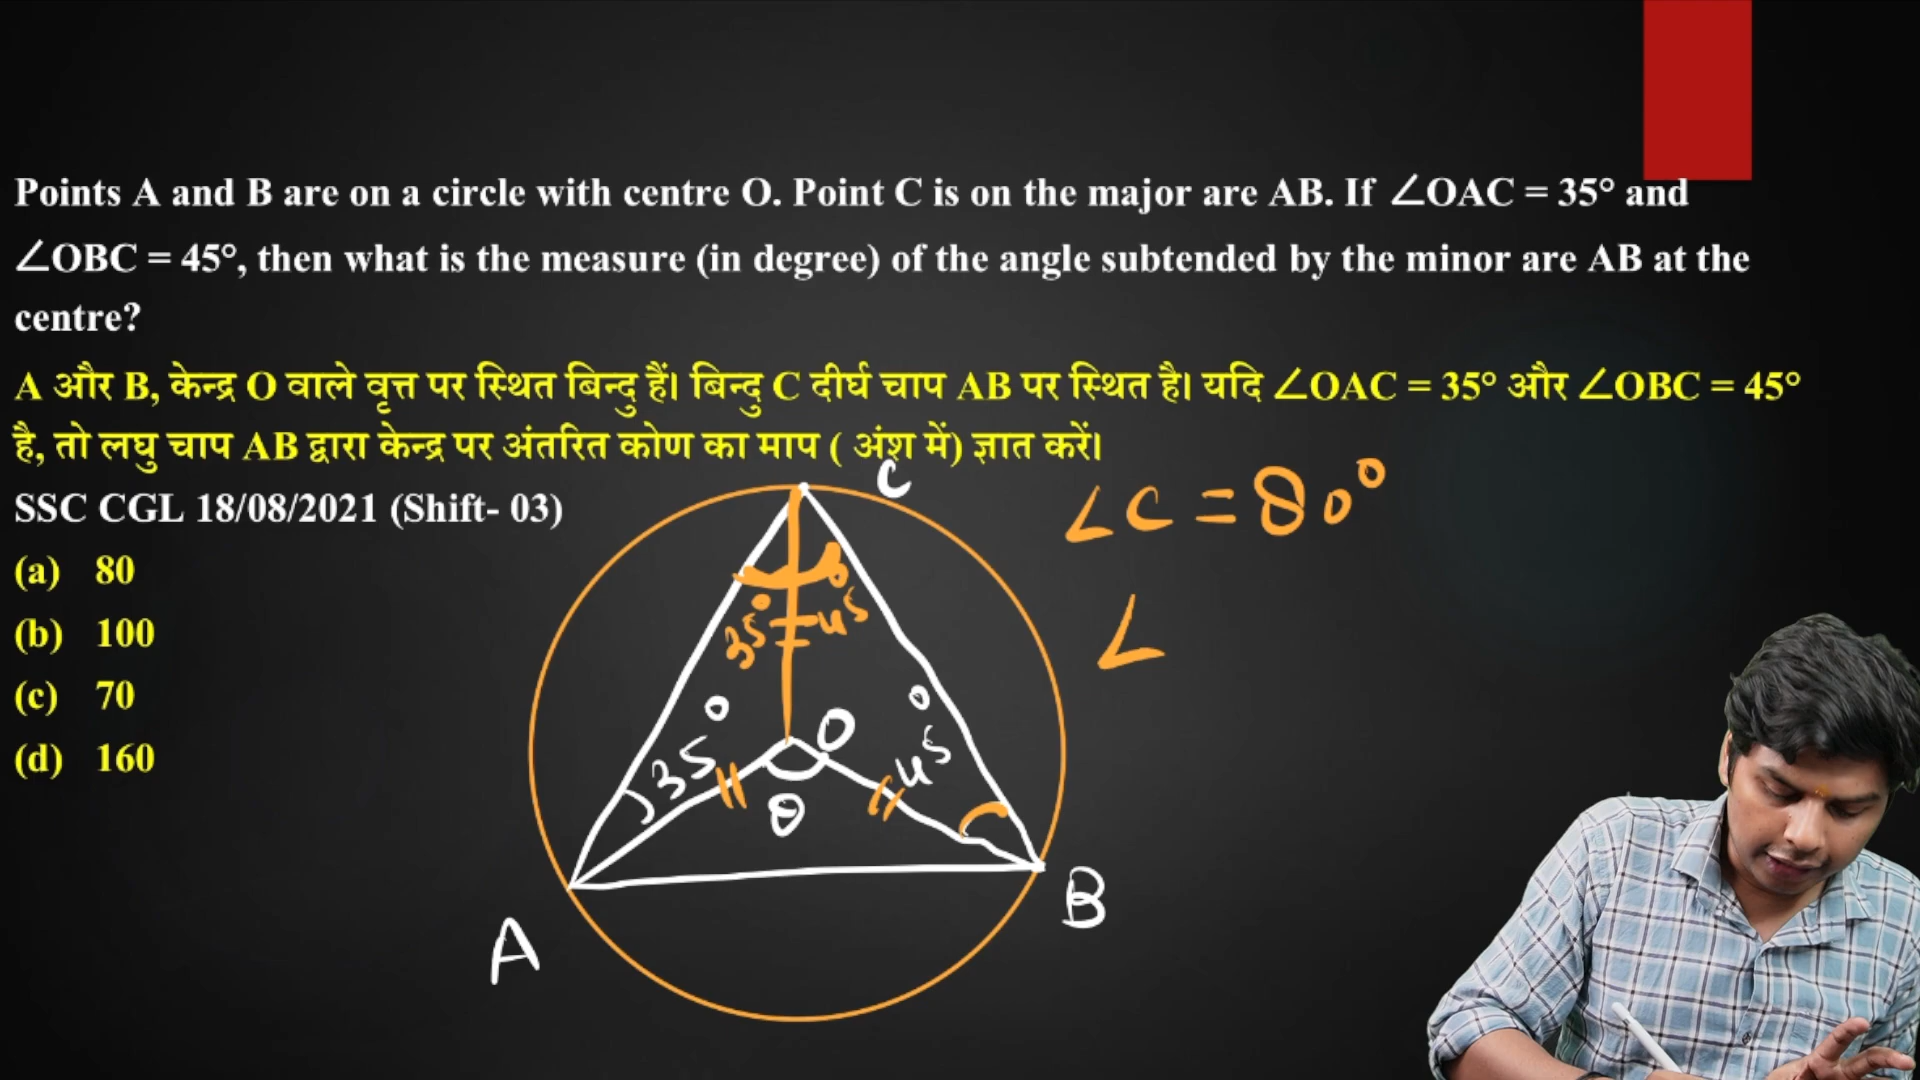 Points A and B are on a circle with centre O. Point C is on the major are AB. If ∠OAC = 35° and
∠OBC = 45°, then what is the measure (in degree) of the angle subtended by the minor are AB at the
centre?
A और B, केन्द्र O वाले वृत्त पर स्थित बिन्दु हैं। बिन्दु C दीर्घ चाप AB पर स्थित है। यदि ∠OAC = 35° और ∠OBC = 45°
है, तो लघु चाप AB द्वारा केन्द्र पर अंतरित कोण का माप ( अंश में) ज्ञात करें।
SSC CGL 18/08/2021 (Shift- 03)
(a) 80
(b) 100
(c) 70
(d) 160
C
∠C = 80°
∠
35°
45
35°
O
45°
θ
A
B